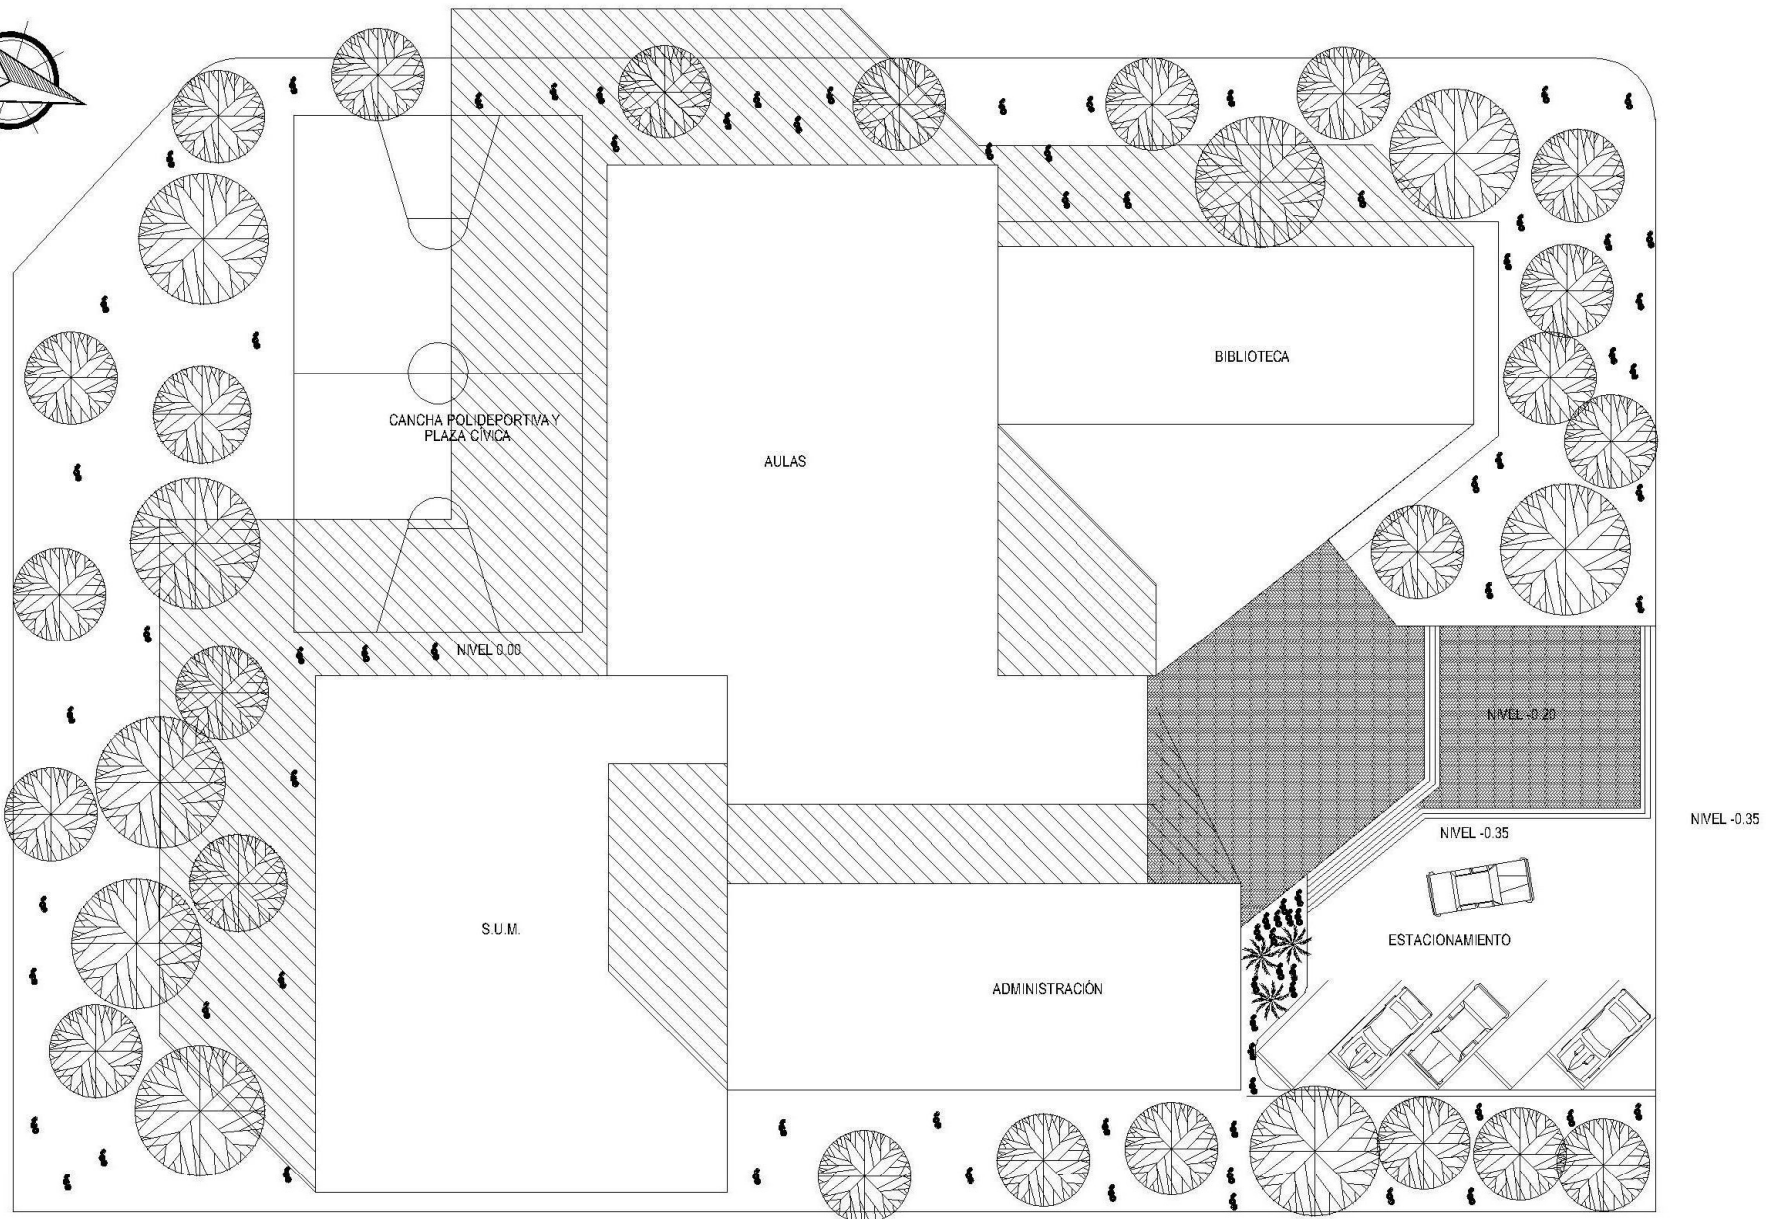 BIBLIOTECA
CANCHA POLIDEPORTIVA Y
PLAZA CÍVICA
AULAS
NIVEL 0.00
NIVEL -0.20
NIVEL -0.35
NIVEL -0.35
S.U.M.
ESTACIONAMIENTO
ADMINISTRACIÓN